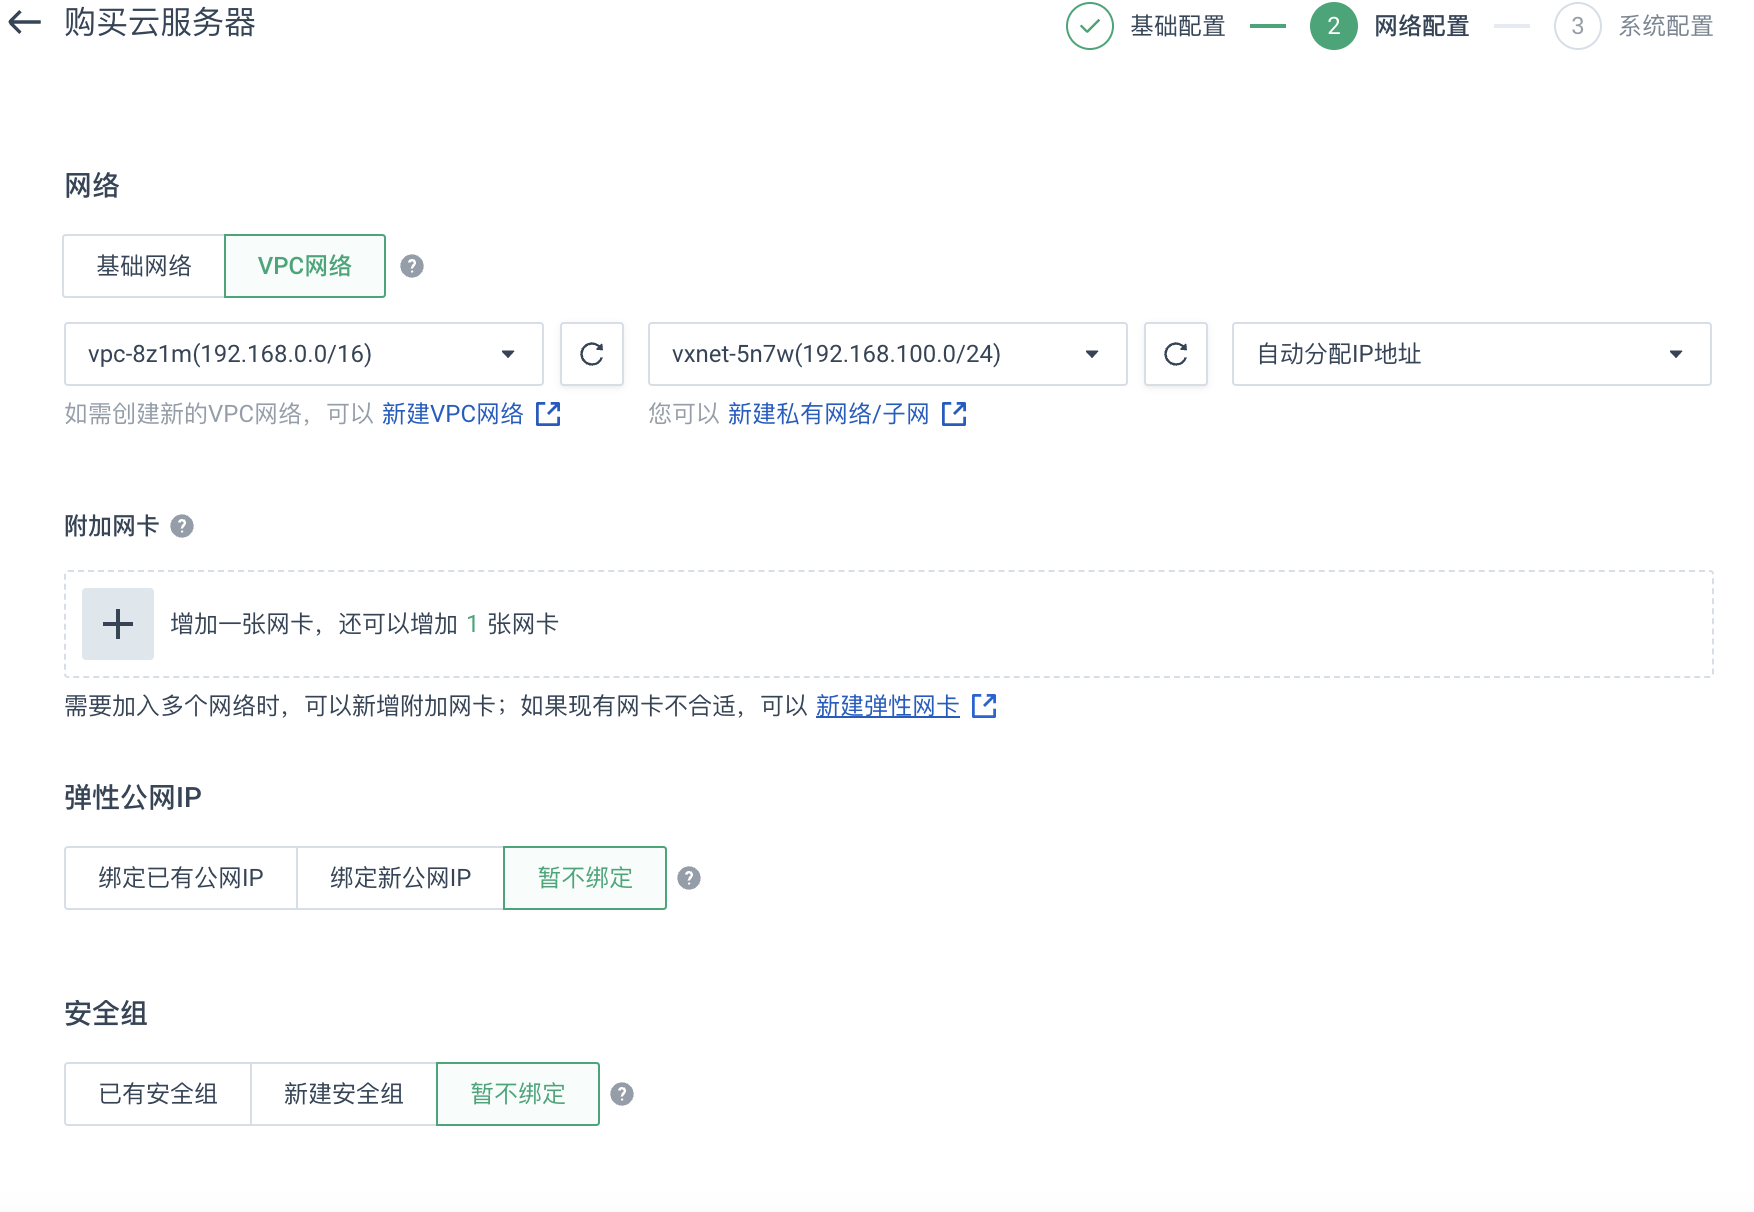 购买云服务器
基础配置
2 网络配置
3 系统配置
网络
基础网络
VPC网络
?
vpc-8z1m(192.168.0.0/16)
vxnet-5n7w(192.168.100.0/24)
自动分配IP地址
如需创建新的VPC网络，可以 新建VPC网络
您可以 新建私有网络/子网
附加网卡 ?
增加一张网卡，还可以增加 1 张网卡
需要加入多个网络时，可以新增附加网卡；如果现有网卡不合适，可以 新建弹性网卡
弹性公网IP
绑定已有公网IP
绑定新公网IP
暂不绑定
?
安全组
已有安全组
新建安全组
暂不绑定
?